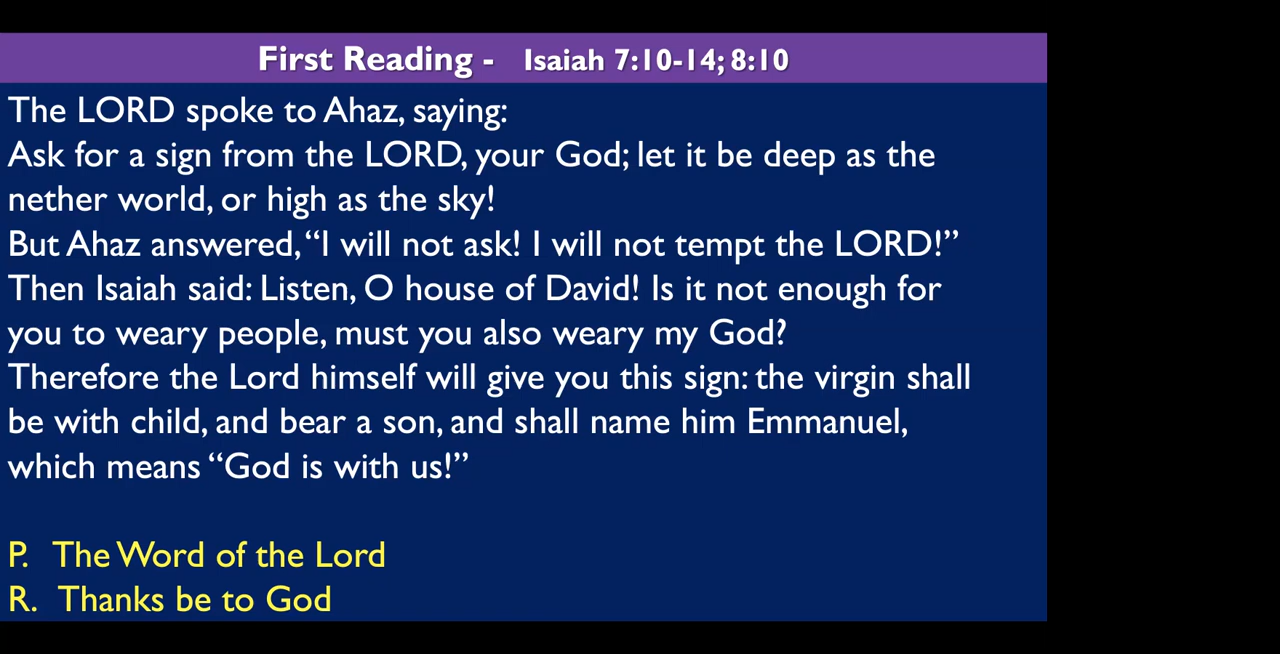 First Reading - Isaiah 7:10-14; 8:10
The LORD spoke to Ahaz, saying:
Ask for a sign from the LORD, your God; let it be deep as the
nether world, or high as the sky!
But Ahaz answered, “I will not ask! I will not tempt the LORD!”
Then Isaiah said: Listen, O house of David! Is it not enough for
you to weary people, must you also weary my God?
Therefore the Lord himself will give you this sign: the virgin shall
be with child, and bear a son, and shall name him Emmanuel,
which means “God is with us!”
P. The Word of the Lord
R. Thanks be to God